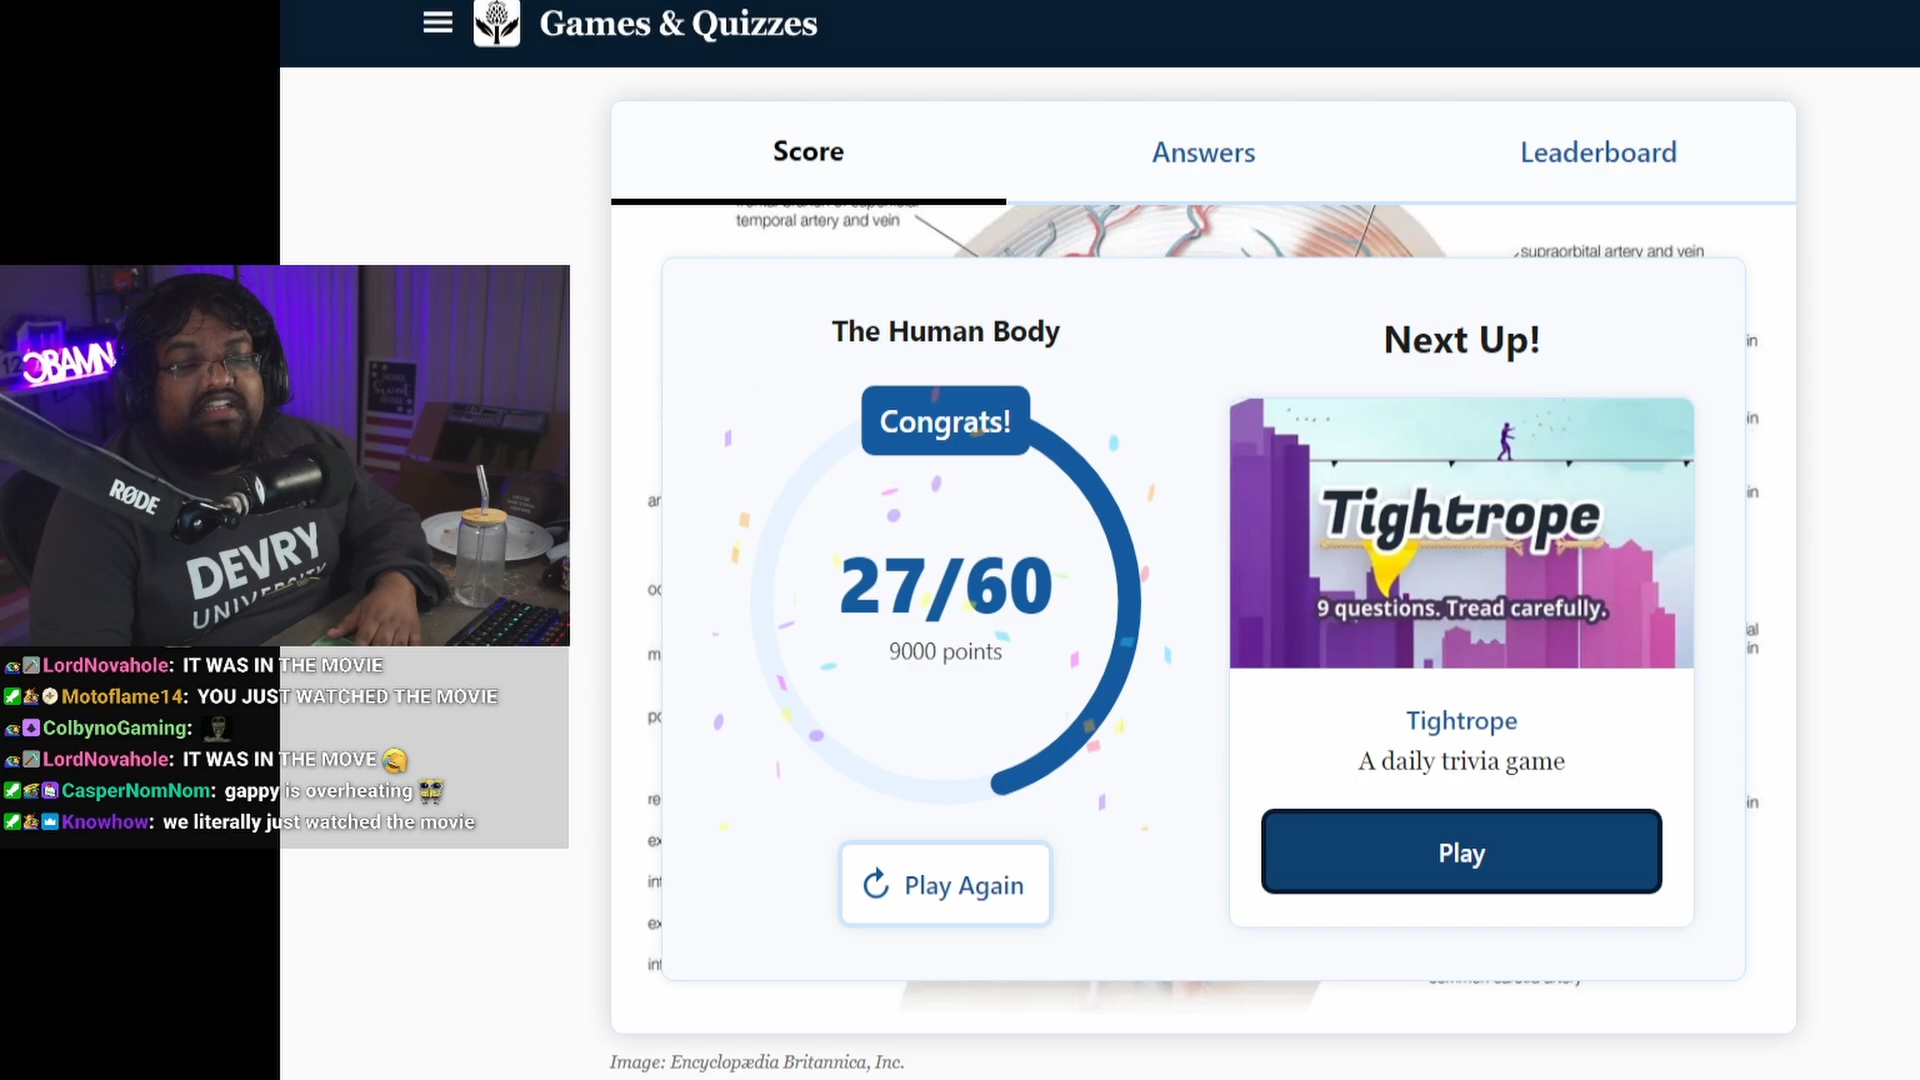 Games & Quizzes
Score
Answers
Leaderboard
temporal artery and vein
supraorbital artery and vein
The Human Body
Next Up!
Congrats!
27/60
9000 points
Tightrope
9 questions. Tread carefully.
Tightrope
A daily trivia game
Play
Play Again
Image: Encyclopædia Britannica, Inc.
OBAMN
RØDE
DEVRY
UNIVERSITY
LordNovahole: IT WAS IN THE MOVIE
Motoflame14: YOU JUST WATCHED THE MOVIE
ColbynoGaming:
LordNovahole: IT WAS IN THE MOVE
CasperNomNom: gappy is overheating
Knowhow: we literally just watched the movie